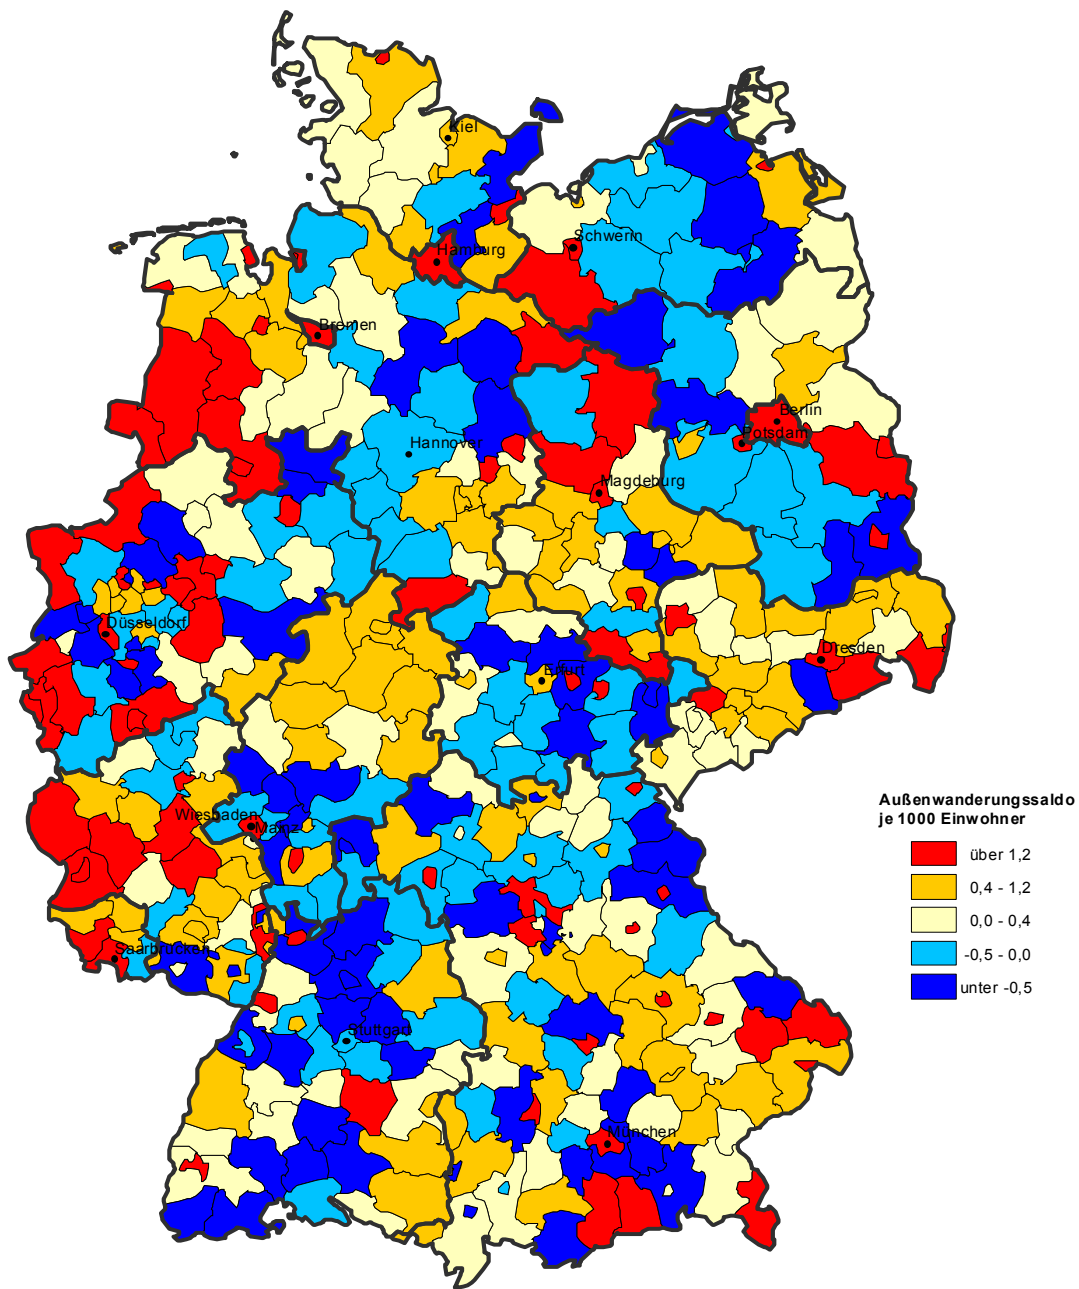 Kiel
Schwerin
Hamburg
Bremen
Berlin
Potsdam
Hannover
Magdeburg
Düsseldorf
Dresden
Erfurt
Wiesbaden
Mainz
Saarbrücken
Stuttgart
München
Außenwanderungssaldo
je 1000 Einwohner
über 1,2
0,4 - 1,2
0,0 - 0,4
-0,5 - 0,0
unter -0,5